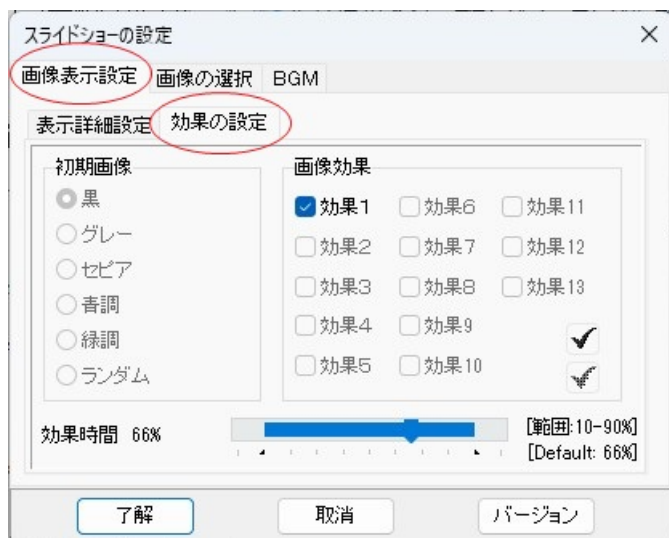 スライドショーの設定
画像表示設定 画像の選択 BGM
表示詳細設定 効果の設定
初期画像
黒
グレー
セピア
青調
緑調
ランダム
画像効果
効果1 効果6 効果11
効果2 効果7 効果12
効果3 効果8 効果13
効果4 効果9
効果5 効果10
効果時間 66%
[範囲:10-90%]
[Default: 66%]
了解 取消 バージョン